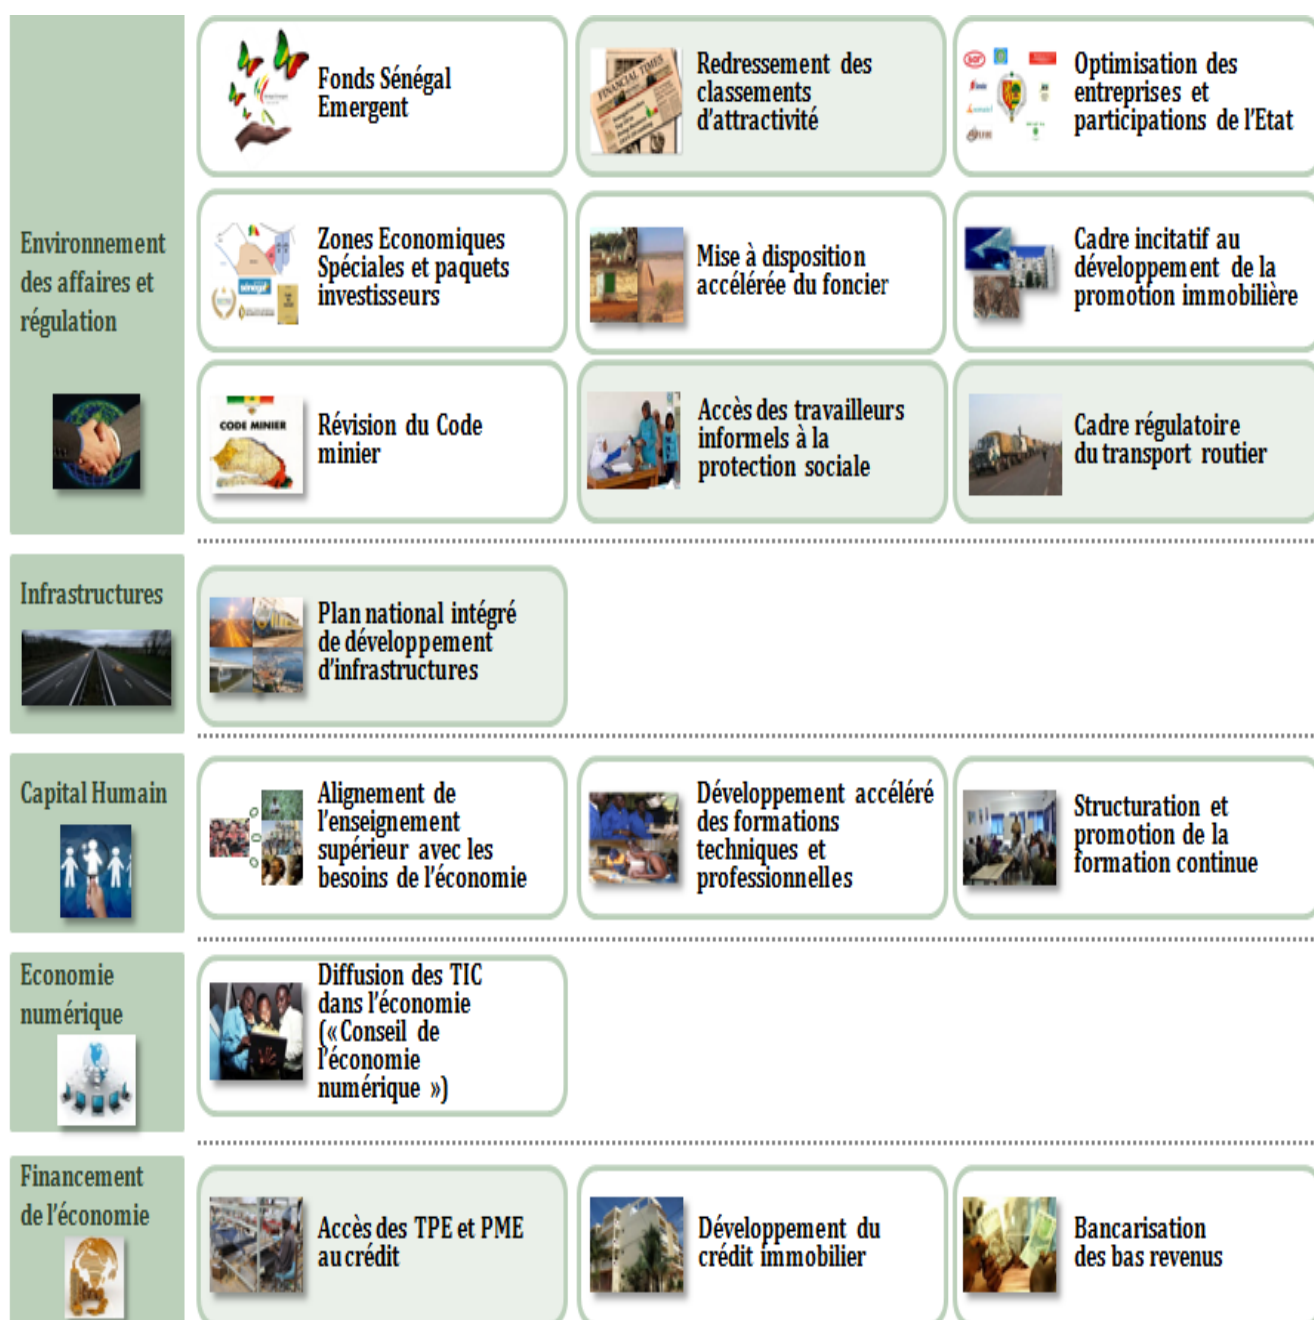 Environnement
des affaires et
régulation
Fonds Sénégal
Emergent
FINANCIAL TIMES
Redressement des
classements
d'attractivité
Optimisation des
entreprises et
participations de l'Etat
Zones Economiques
Spéciales et paquets
investisseurs
Mise à disposition
accélérée du foncier
Cadre incitatif au
développement de la
promotion immobilière
CODE MINIER
Révision du Code
minier
Accès des travailleurs
informels à la
protection sociale
Cadre régulatoire
du transport routier
Infrastructures
Plan national intégré
de développement
d'infrastructures
Capital Humain
Alignement de
l'enseignement
supérieur avec les
besoins de l'économie
Développement accéléré
des formations
techniques et
professionnelles
Structuration et
promotion de la
formation continue
Economie
numérique
Diffusion des TIC
dans l'économie
(« Conseil de
l'économie
numérique »)
Financement
de l'économie
Accès des TPE et PME
au crédit
Développement du
crédit immobilier
Bancarisation
des bas revenus